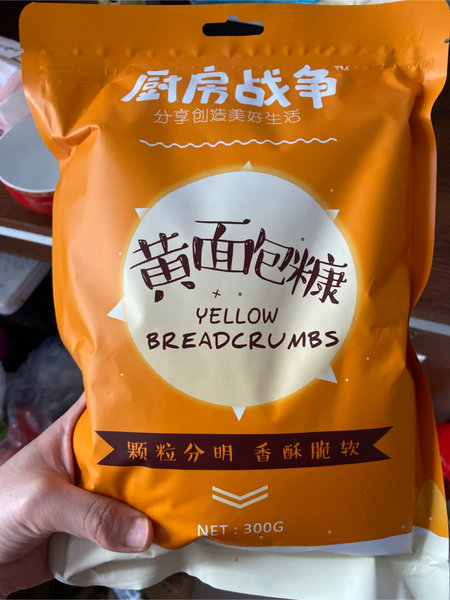 厨房战争™
分享创造美好生活
黄面包糠
YELLOW
BREADCRUMBS
颗粒分明 香酥脆软
NET : 300G